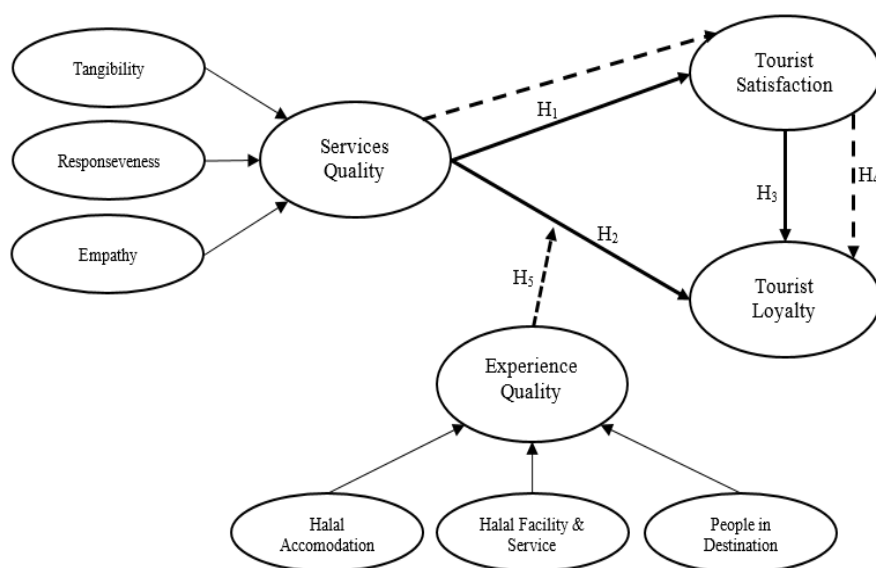 Tangibility
Responseveness
Empathy
Services
Quality
H₁
H₂
Tourist
Satisfaction
H₃
H₄
Tourist
Loyalty
H₅
Experience
Quality
Halal
Accomodation
Halal Facility &
Service
People in
Destination